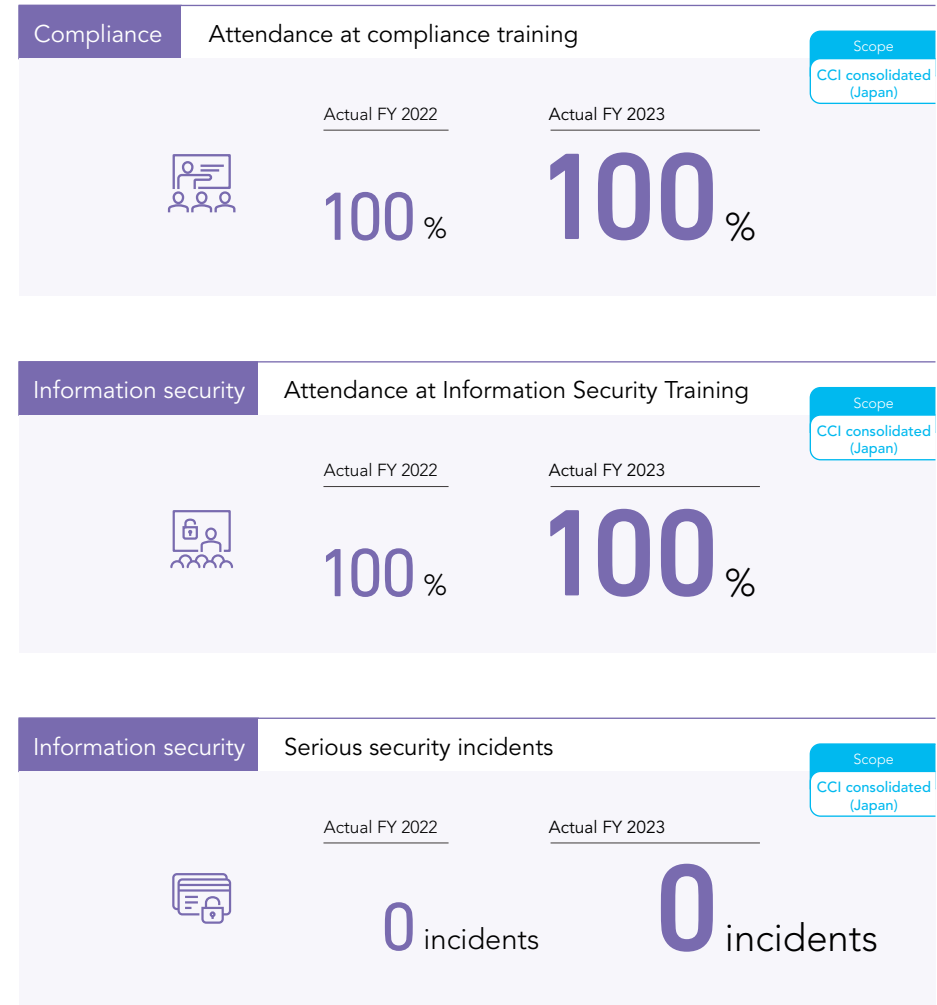 Compliance
Attendance at compliance training
Scope
CCI consolidated
(Japan)
Actual FY 2022
Actual FY 2023
100 %
100 %
Information security
Attendance at Information Security Training
Scope
CCI consolidated
(Japan)
Actual FY 2022
Actual FY 2023
100 %
100 %
Information security
Serious security incidents
Scope
CCI consolidated
(Japan)
Actual FY 2022
Actual FY 2023
0 incidents
0 incidents